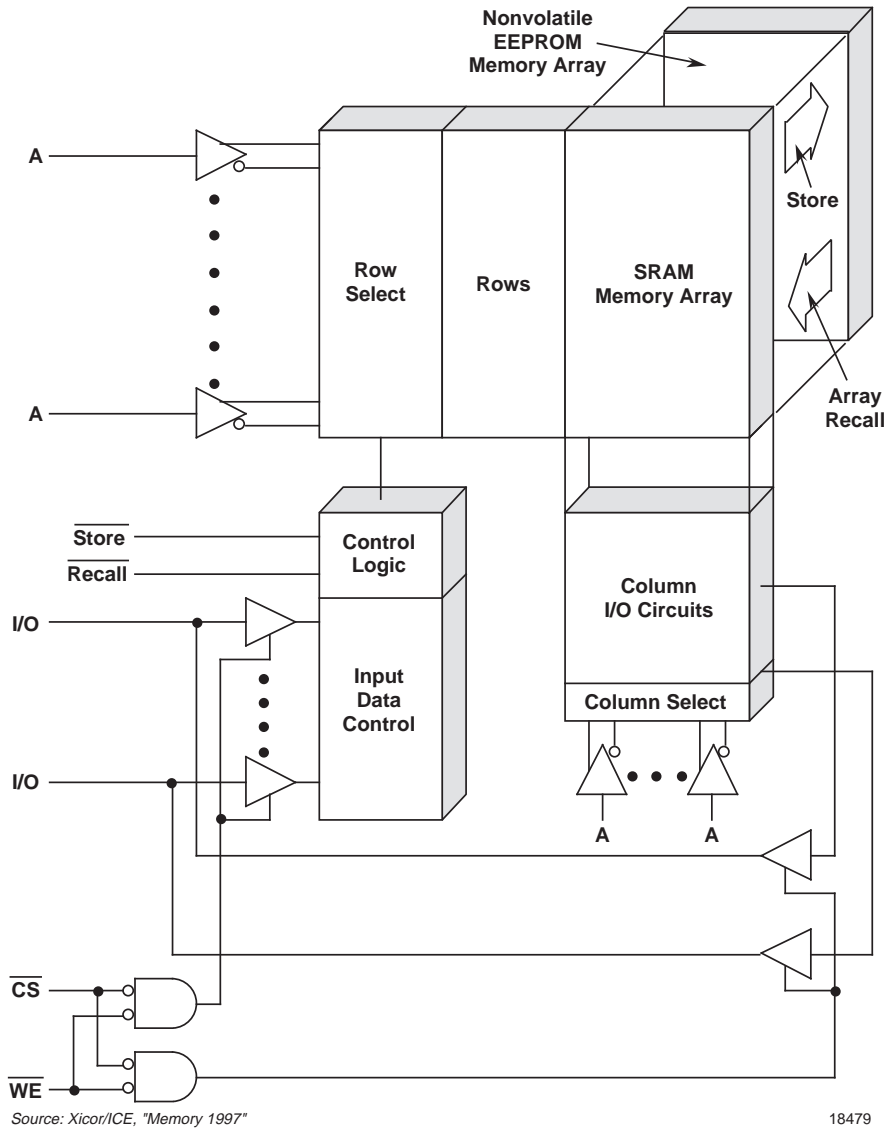 Nonvolatile
EEPROM
Memory Array
A
Row
Select
Rows
SRAM
Memory Array
Store
Array
Recall
A
Store
Recall
Control
Logic
I/O
Input
Data
Control
I/O
Column
I/O Circuits
Column Select
A
A
CS
WE
Source: Xicor/ICE, "Memory 1997"
18479